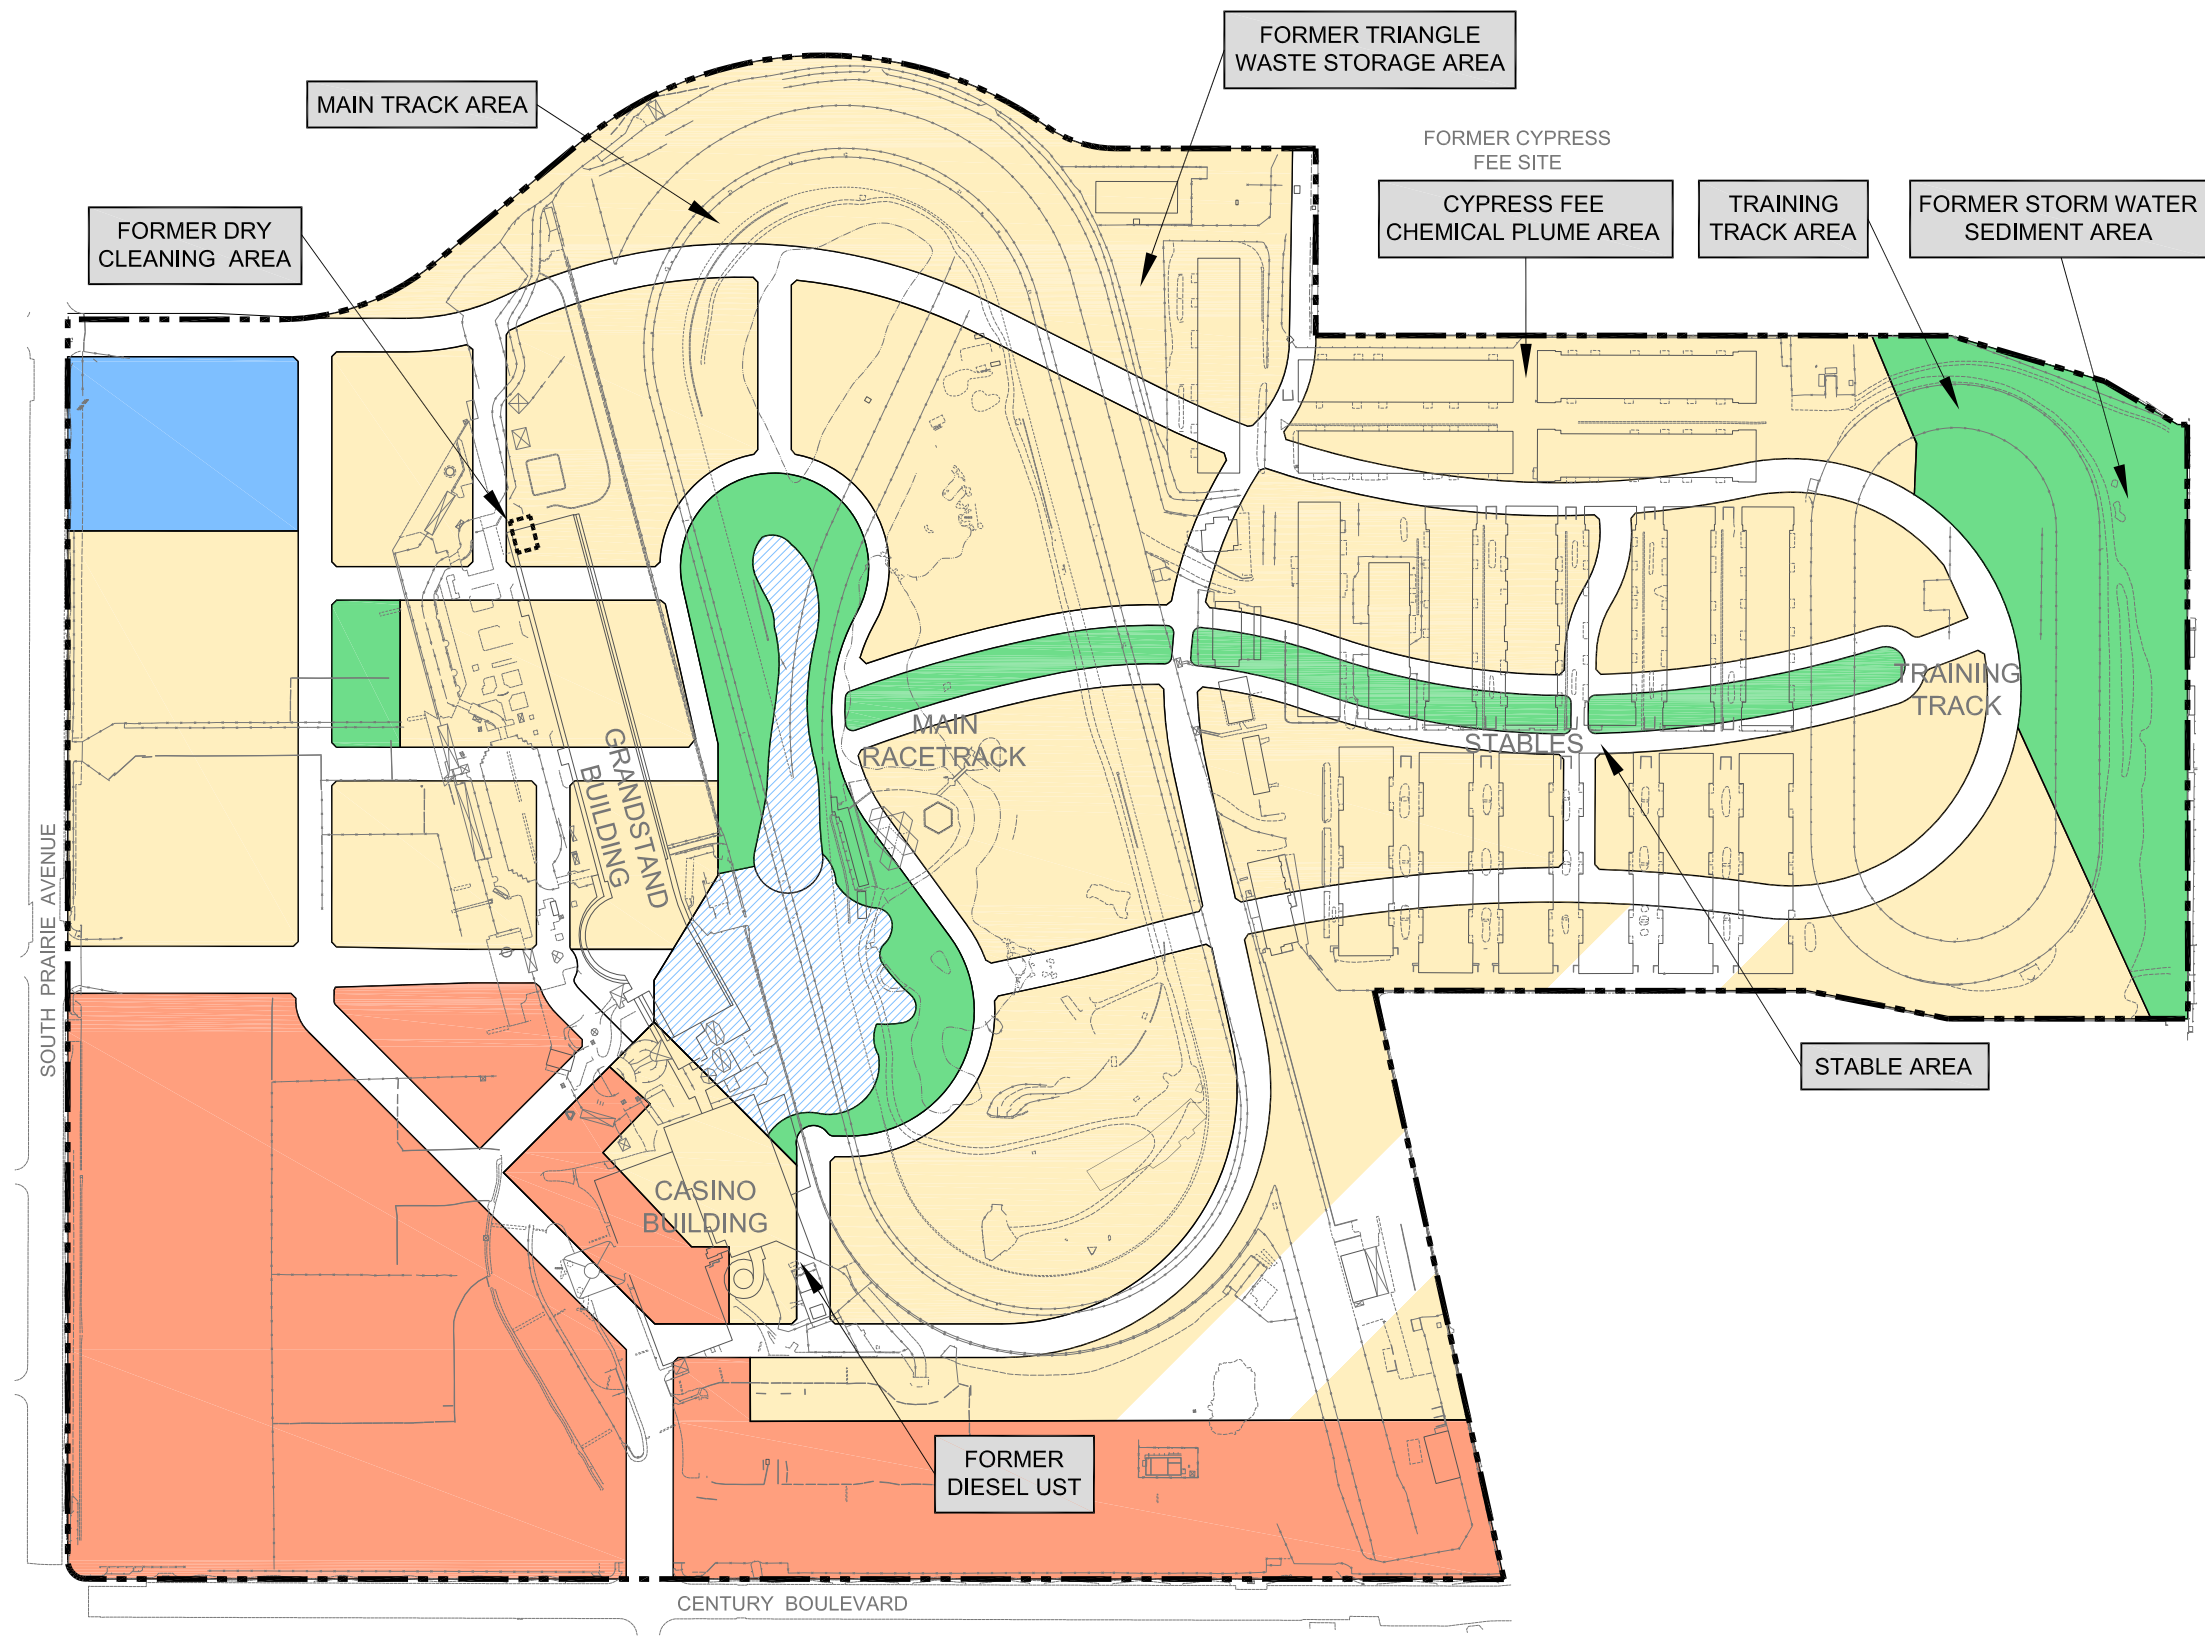 FORMER TRIANGLE
WASTE STORAGE AREA
MAIN TRACK AREA
FORMER CYPRESS
FEE SITE
CYPRESS FEE
CHEMICAL PLUME AREA
TRAINING
TRACK AREA
FORMER STORM WATER
SEDIMENT AREA
FORMER DRY
CLEANING AREA
TRAINING
TRACK
MAIN
RACETRACK
STABLES
GRANDSTAND
BUILDING
SOUTH PRAIRIE AVENUE
STABLE AREA
CASINO
BUILDING
FORMER
DIESEL UST
CENTURY BOULEVARD